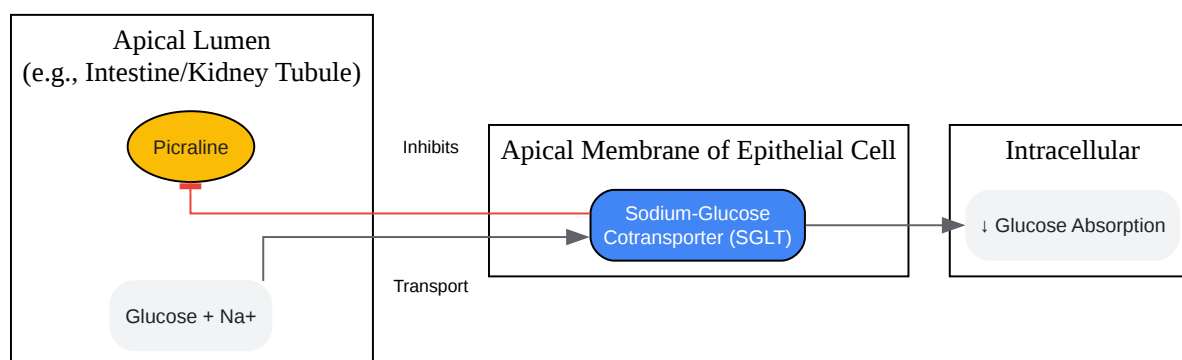 Apical Lumen
(e.g., Intestine/Kidney Tubule)
Picraline
Glucose + Na+
Inhibits
Transport
Apical Membrane of Epithelial Cell
Sodium-Glucose
Cotransporter (SGLT)
Intracellular
↓ Glucose Absorption